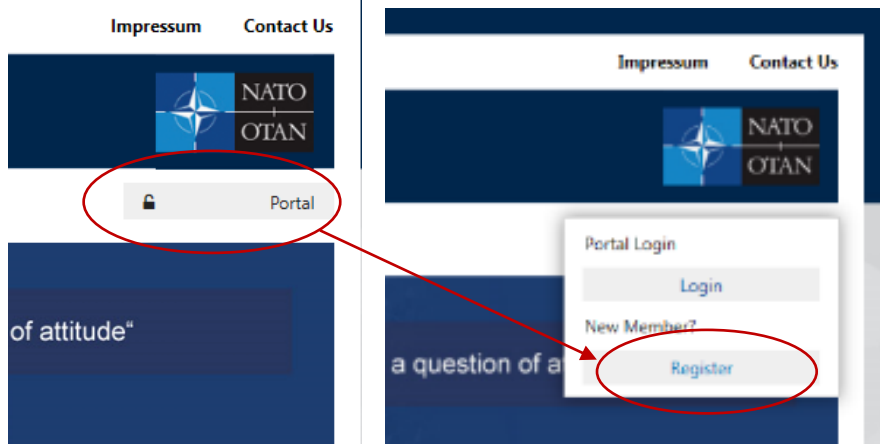 Impressum Contact Us
NATO
OTAN
Portal
of attitude“
Impressum Contact Us
NATO
OTAN
Portal Login
Login
New Member?
Register
a question of a